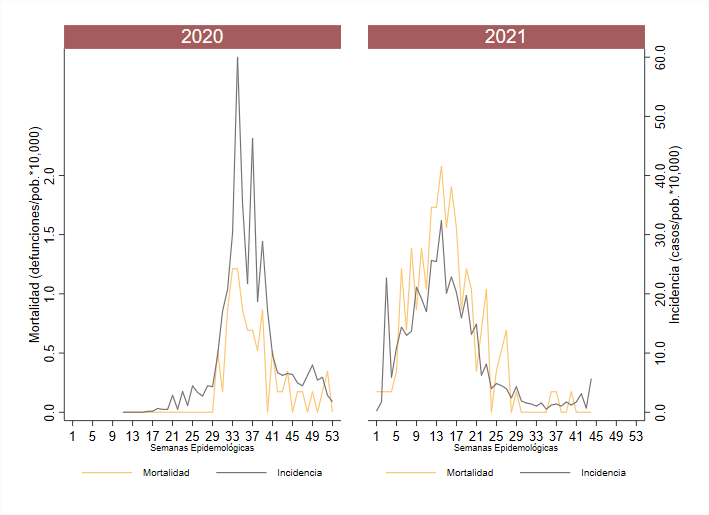 2020
2021
Mortalidad (defunciones/pob.*10,000)
2.0
1.5
1.0
0.5
0.0
60.0
50.0
40.0
30.0
20.0
10.0
0.0
Incidencia (casos/pob.*10,000)
1 5 9 13 17 21 25 29 33 37 41 45 49 53
1 5 9 13 17 21 25 29 33 37 41 45 49 53
Semanas Epidemológicas
Semanas Epidemológicas
Mortalidad Incidencia
Mortalidad Incidencia